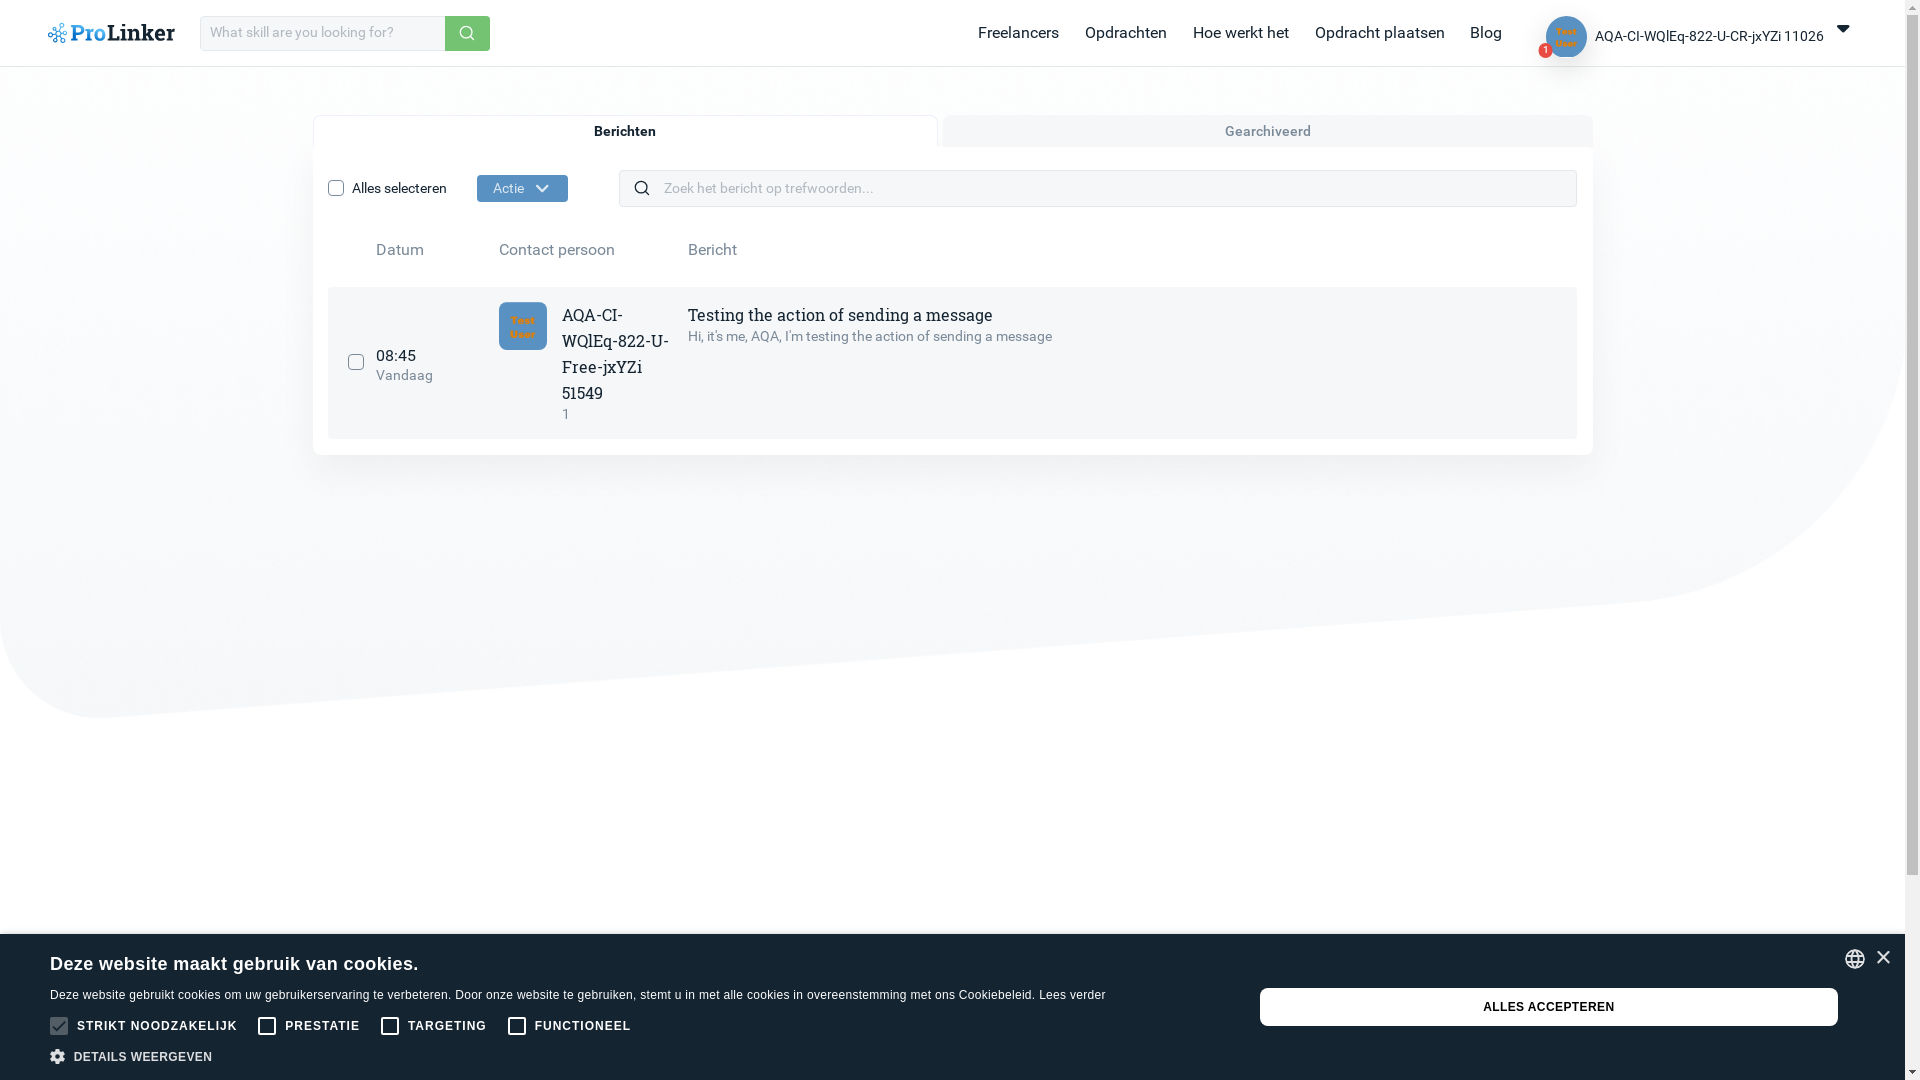 ProLinker
What skill are you looking for?
Freelancers
Opdrachten
Hoe werkt het
Opdracht plaatsen
Blog
Test
User
1
AQA-CI-WQlEq-822-U-CR-jxYZi 11026
Berichten
Gearchiveerd
Alles selecteren
Actie
Zoek het bericht op trefwoorden...
Datum
Contact persoon
Bericht
08:45
Vandaag
Test
User
AQA-CI-
WQlEq-822-U-
Free-jxYZi
51549
1
Testing the action of sending a message
Hi, it's me, AQA, I'm testing the action of sending a message
Deze website maakt gebruik van cookies.
Deze website gebruikt cookies om uw gebruikerservaring te verbeteren. Door onze website te gebruiken, stemt u in met alle cookies in overeenstemming met ons Cookiebeleid. Lees verder
STRIKT NOODZAKELIJK
PRESTATIE
TARGETING
FUNCTIONEEL
DETAILS WEERGEVEN
ALLES ACCEPTEREN